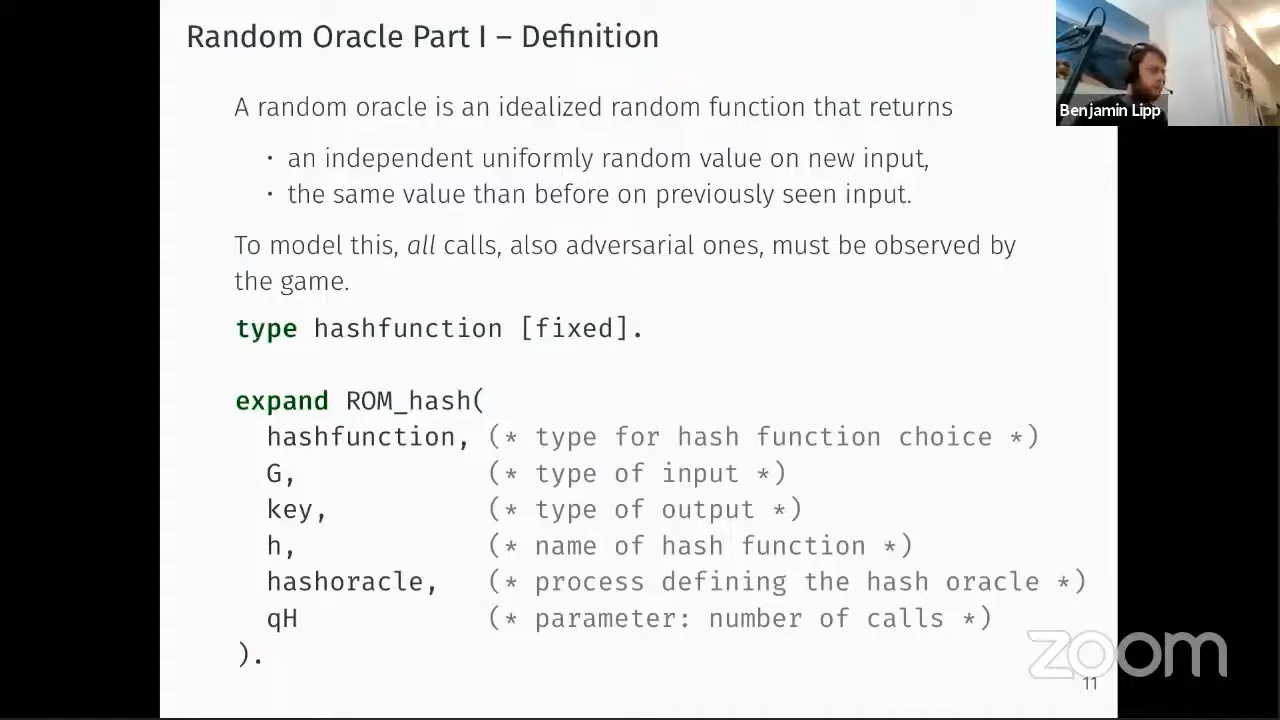 Random Oracle Part I – Definition
Benjamin Lipp
A random oracle is an idealized random function that returns
· an independent uniformly random value on new input,
· the same value than before on previously seen input.
To model this, all calls, also adversarial ones, must be observed by
the game.
type hashfunction [fixed].
expand ROM_hash(
hashfunction, (* type for hash function choice *)
G, (* type of input *)
key, (* type of output *)
h, (* name of hash function *)
hashoracle, (* process defining the hash oracle *)
qH (* parameter: number of calls *)
).
zoom
11